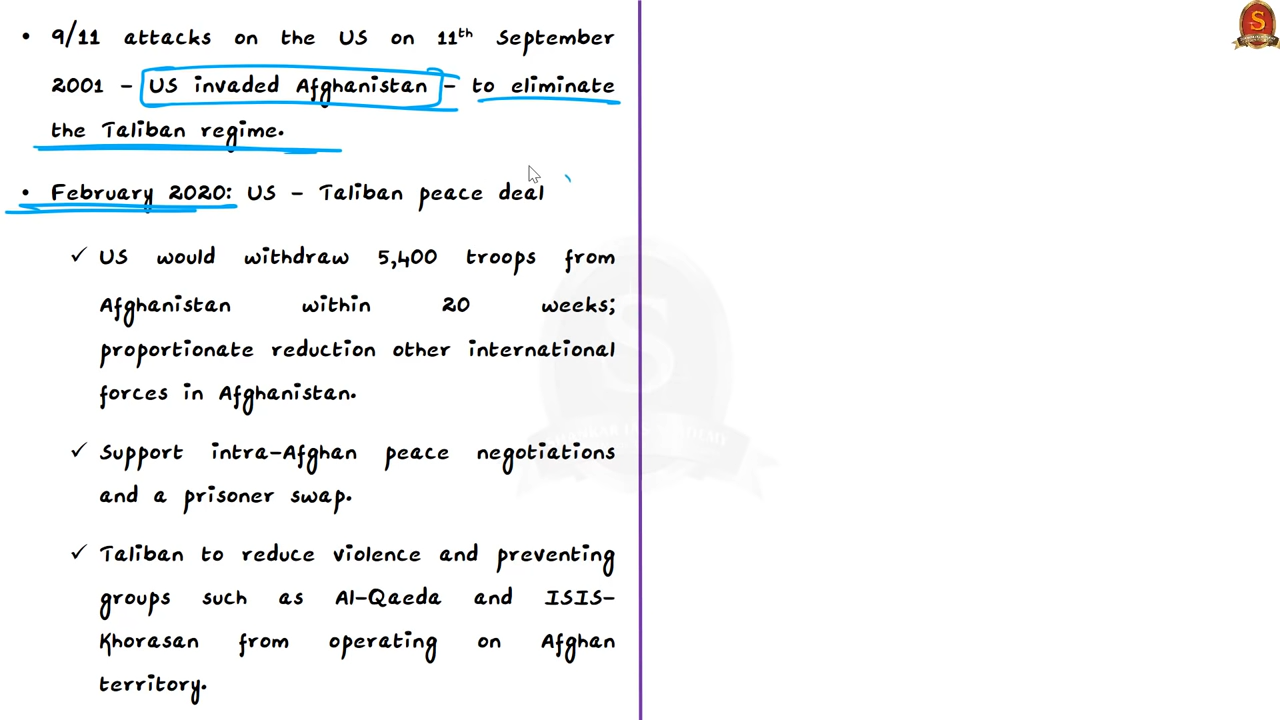 • 9/11 attacks on the US on 11th September
2001 - US invaded Afghanistan - to eliminate
the Taliban regime.
• February 2020: US - Taliban peace deal
✓ US would withdraw 5,400 troops from
Afghanistan within 20 weeks;
proportionate reduction other international
forces in Afghanistan.
✓ Support intra-Afghan peace negotiations
and a prisoner swap.
✓ Taliban to reduce violence and preventing
groups such as Al-Qaeda and ISIS-
Khorasan from operating on Afghan
territory.
S